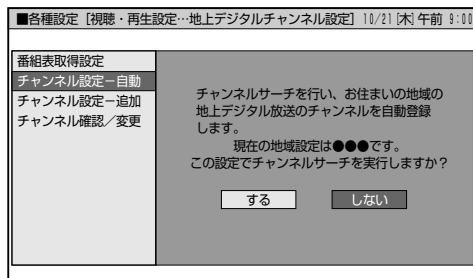 ■各種設定［視聴・再生設定…地上デジタルチャンネル設定］10/21［木］午前 9:00
番組表取得設定
チャンネル設定－自動
チャンネル設定－追加
チャンネル確認／変更
チャンネルサーチを行い、お住まいの地域の
地上デジタル放送のチャンネルを自動登録
します。
現在の地域設定は●●●です。
この設定でチャンネルサーチを実行しますか？
する
しない